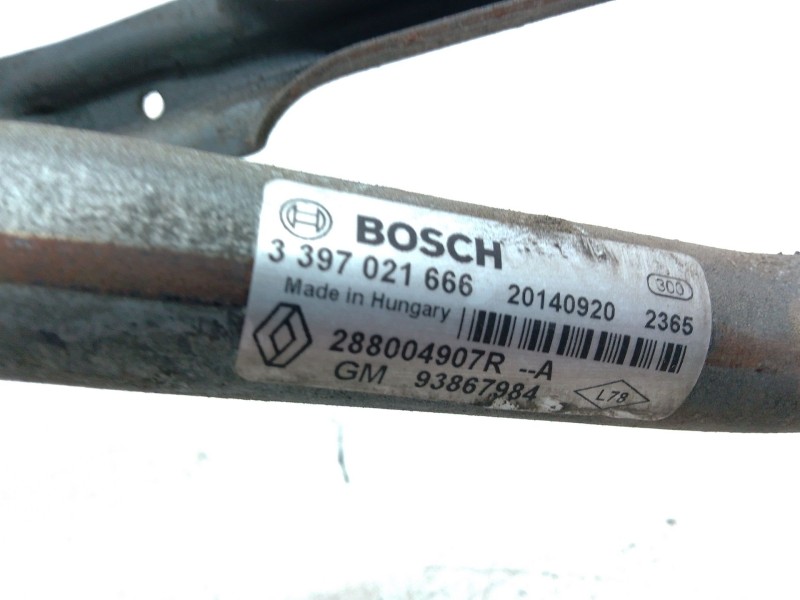 BOSCH
3 397 021 666 20140920 300
Made in Hungary 2365
288004907R --A
GM 93867984 L78